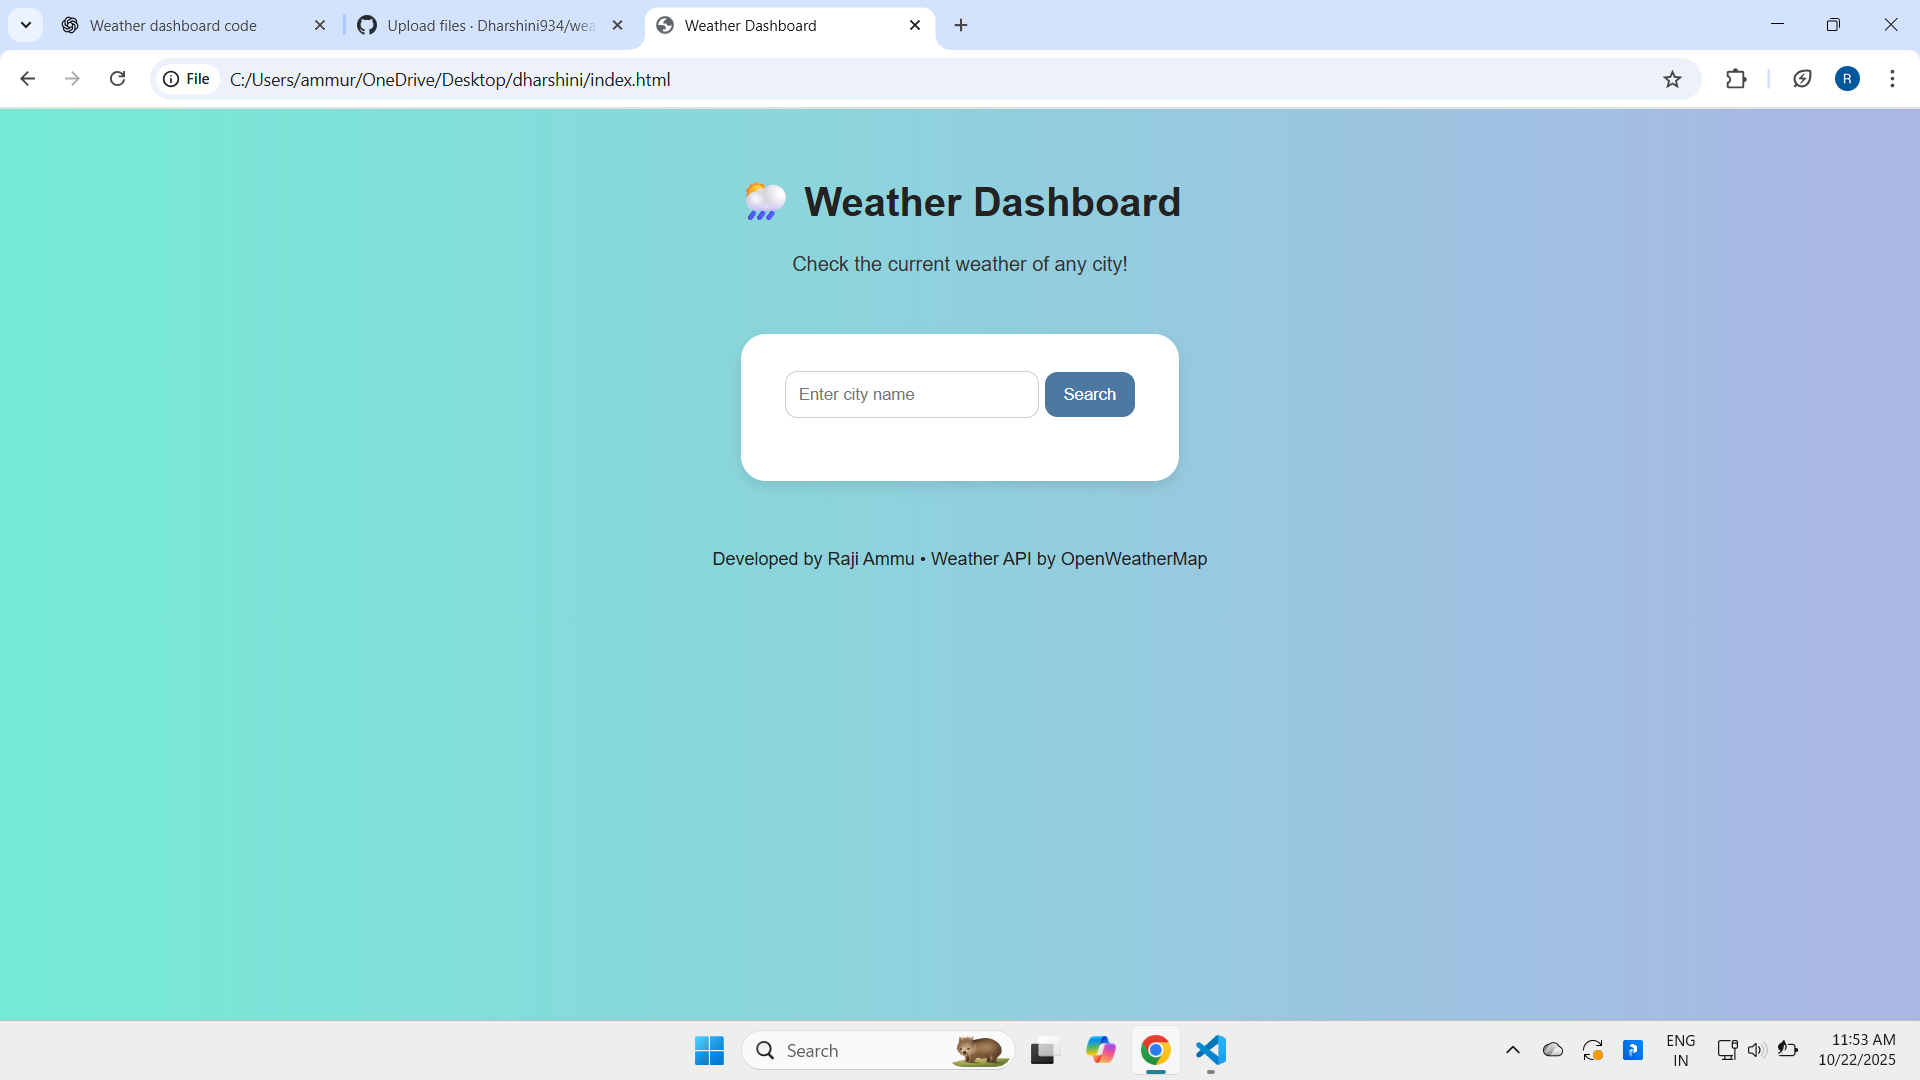 Weather dashboard code
Upload files · Dharshini934/wea
Weather Dashboard
File
C:/Users/ammur/OneDrive/Desktop/dharshini/index.html
R
Weather Dashboard
Check the current weather of any city!
Enter city name
Search
Developed by Raji Ammu • Weather API by OpenWeatherMap
Search
ENG
IN
11:53 AM
10/22/2025